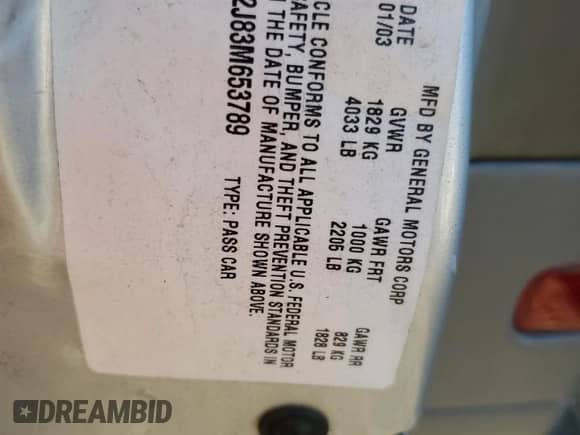 MFD BY GENERAL MOTORS CORP
DATE GVWR GAWR FRT GAWR RR
01/03 1829 KG 1000 KG 829 KG
4033 LB 2206 LB 1828 LB
CLE CONFORMS TO ALL APPLICABLE U.S. FEDERAL MOTOR
SAFETY, BUMPER, AND THEFT PREVENTION STANDARDS IN
THE DATE OF MANUFACTURE SHOWN ABOVE.
2J83M653789 TYPE: PASS CAR
DREAMBID